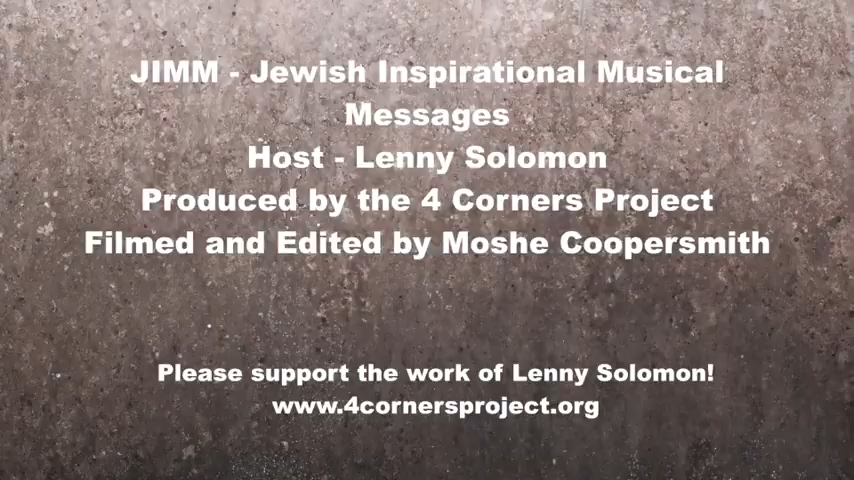 JIMM - Jewish Inspirational Musical
Messages
Host - Lenny Solomon
Produced by the 4 Corners Project
Filmed and Edited by Moshe Coopersmith
Please support the work of Lenny Solomon!
www.4cornersproject.org